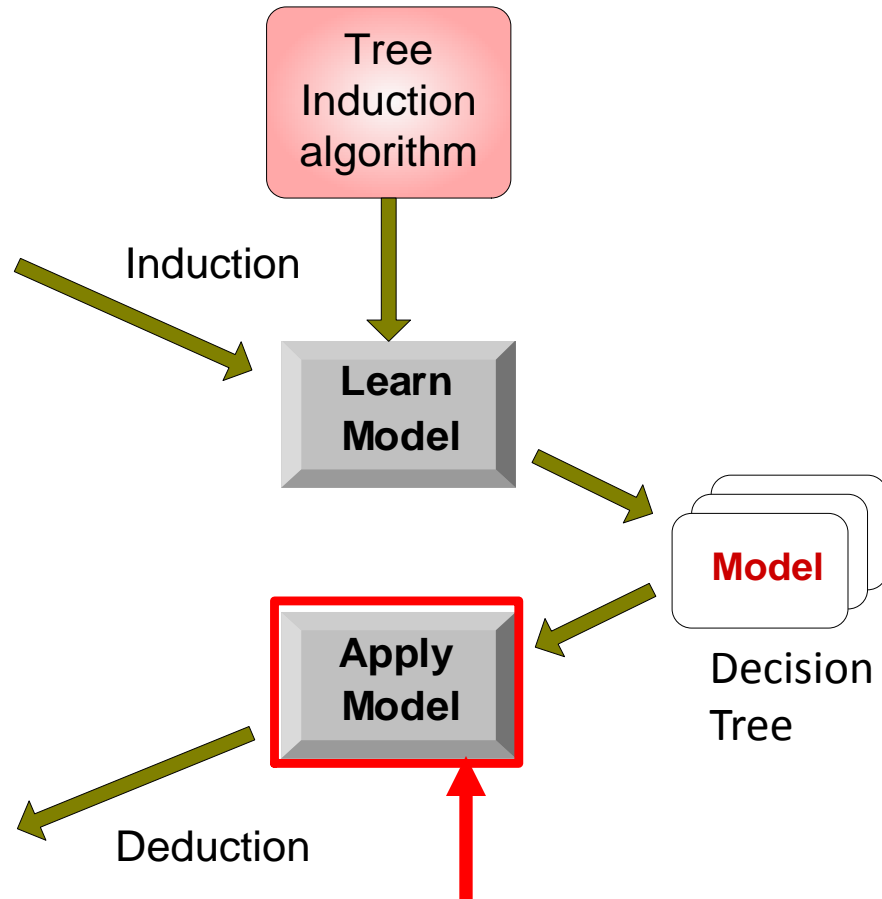 Tree
Induction
algorithm
Induction
Learn
Model
Model
Apply
Model
Decision
Tree
Deduction